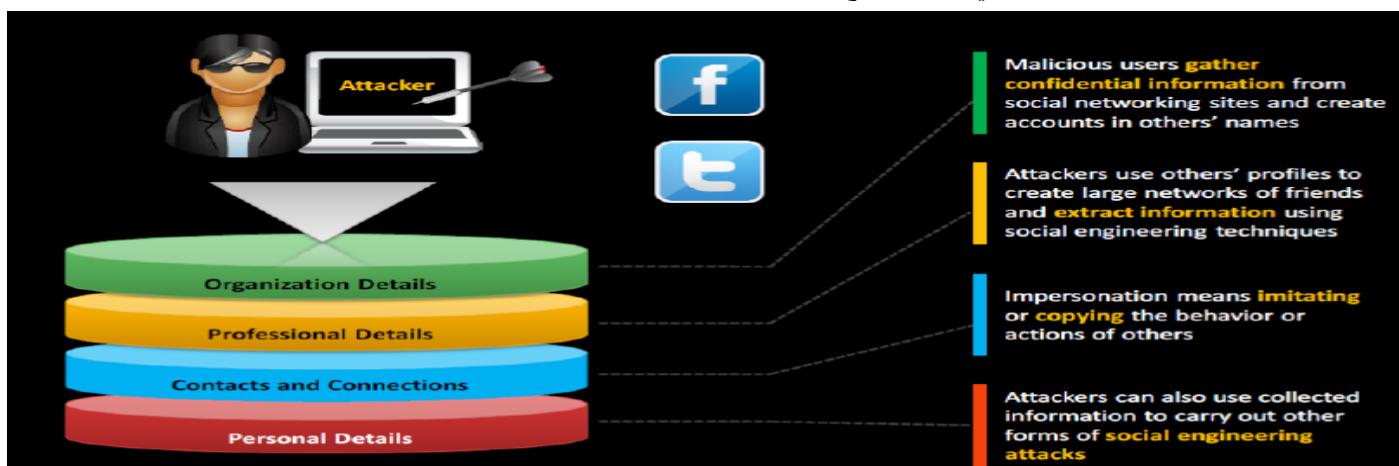 Attacker
Organization Details
Professional Details
Contacts and Connections
Personal Details
Malicious users gather
confidential information from
social networking sites and create
accounts in others' names
Attackers use others' profiles to
create large networks of friends
and extract information using
social engineering techniques
Impersonation means imitating
or copying the behavior or
actions of others
Attackers can also use collected
information to carry out other
forms of social engineering
attacks